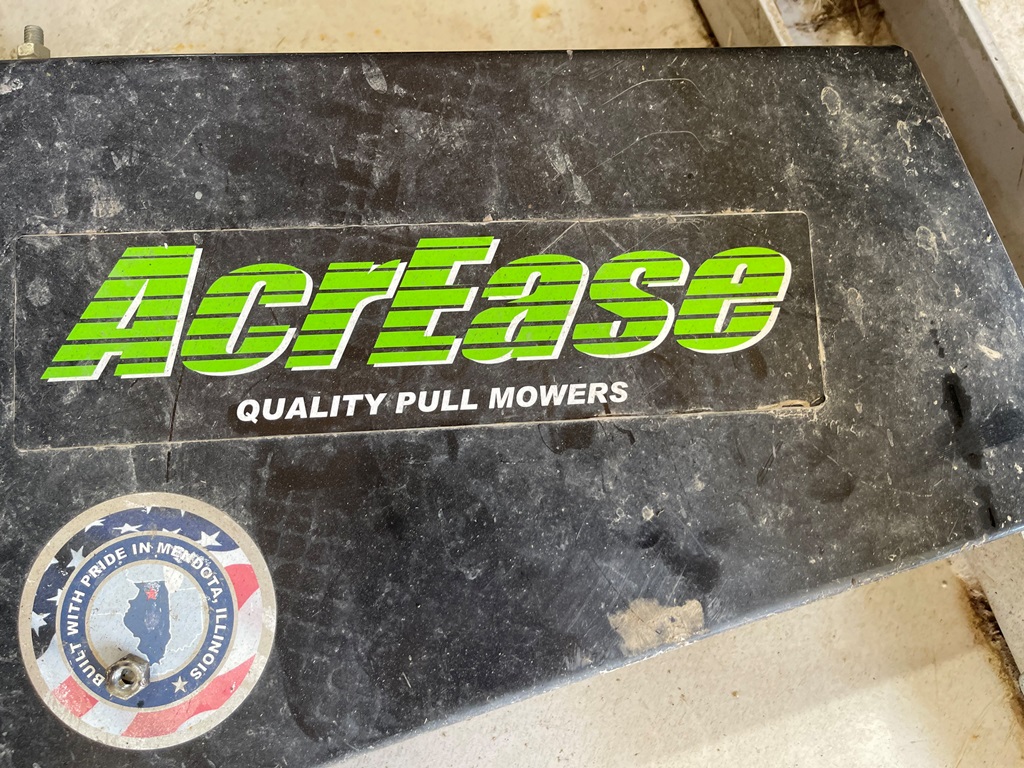 AcrEase
QUALITY PULL MOWERS
BUILT WITH PRIDE IN MENDOTA, ILLINOIS